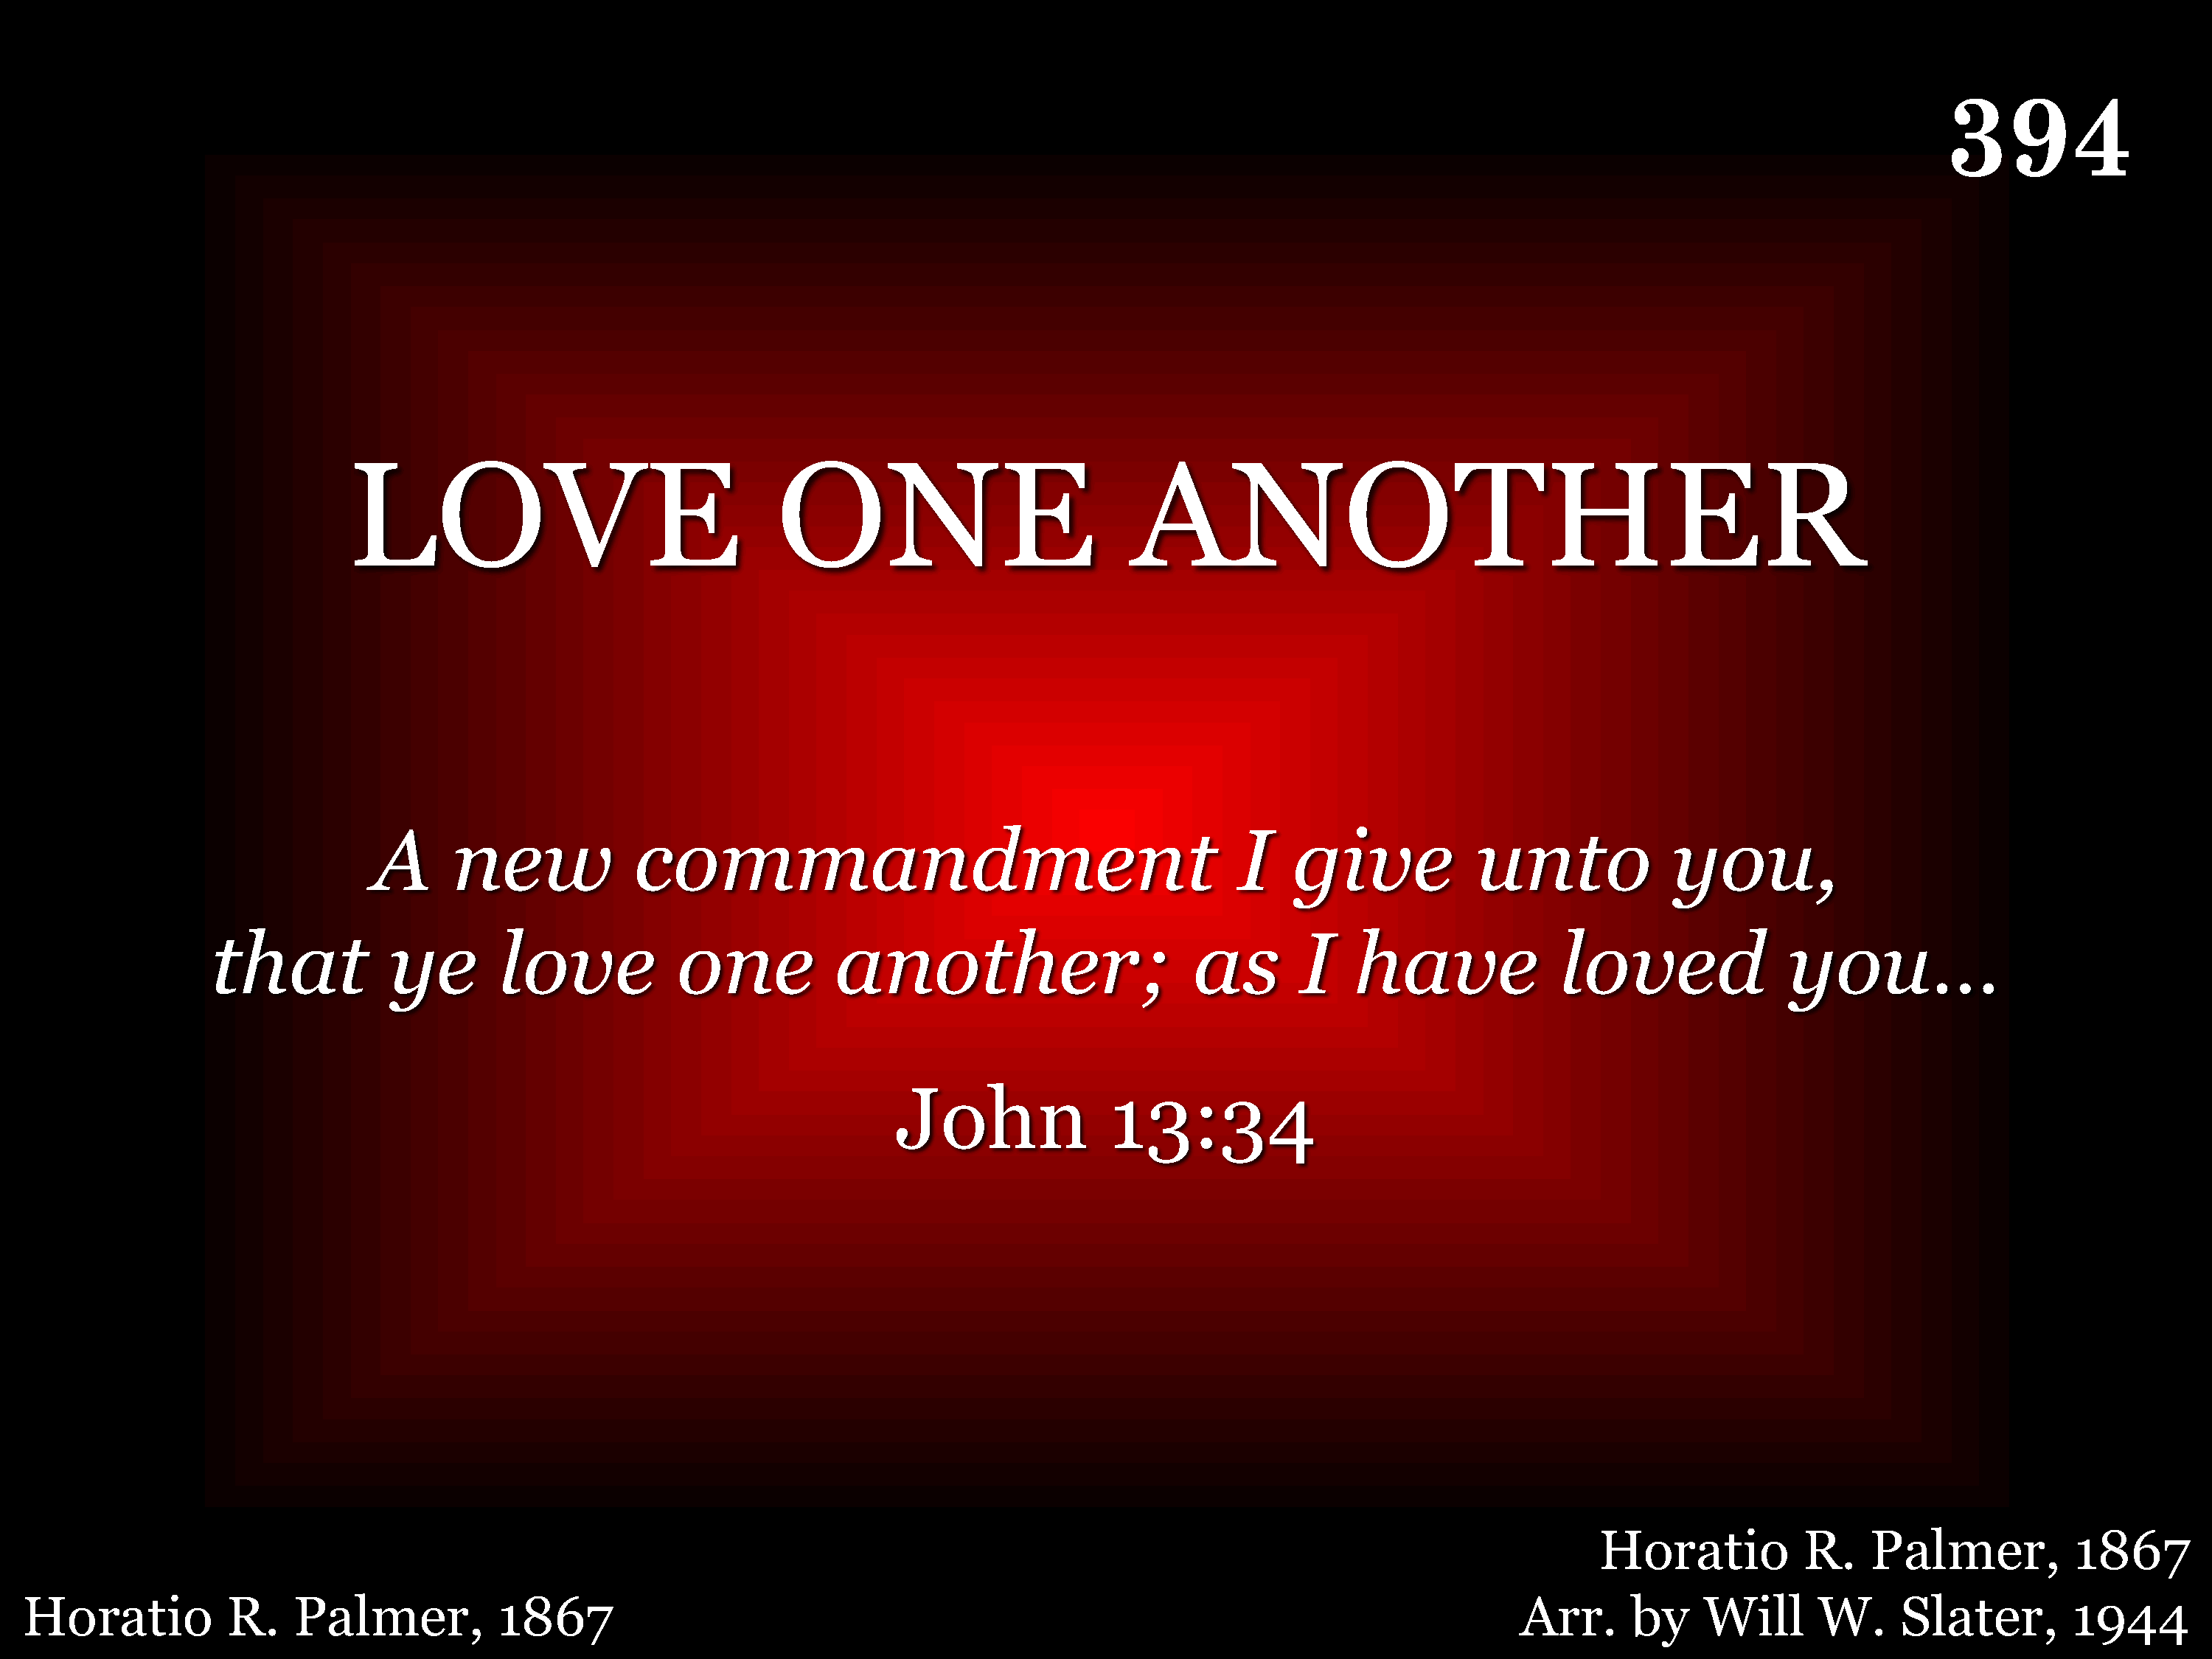 394
LOVE ONE ANOTHER
A new commandment I give unto you,
that ye love one another; as I have loved you...
John 13:34
Horatio R. Palmer, 1867
Horatio R. Palmer, 1867
Arr. by Will W. Slater, 1944